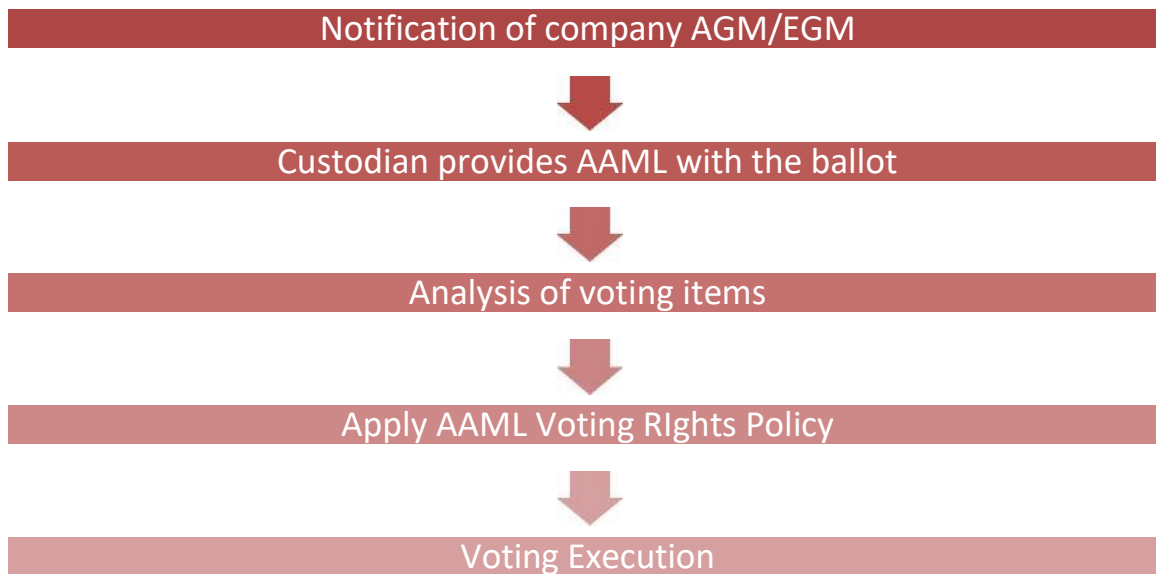 Notification of company AGM/EGM
Custodian provides AAML with the ballot
Analysis of voting items
Apply AAML Voting RIghts Policy
Voting Execution